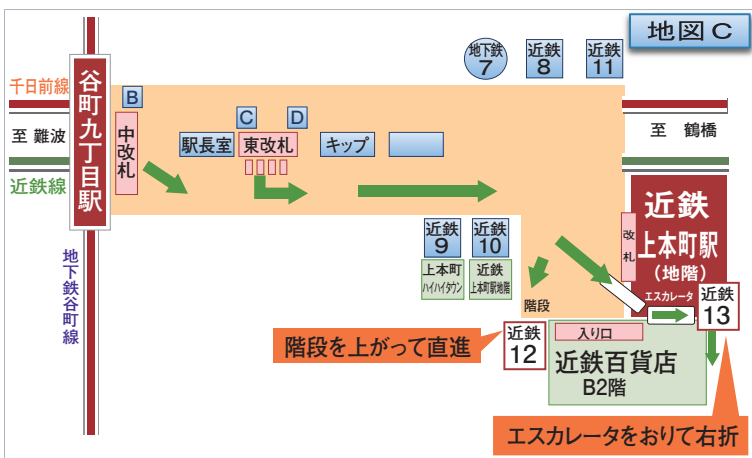 地図C
地下鉄
7
近鉄
8
近鉄
11
千日前線
至 難波
近鉄線
谷町九丁目駅
地下鉄谷町線
B
中改札
駅長室
C
D
東改札
キップ
至 鶴橋
近鉄
9
上本町
ハイハイタウン
近鉄
10
近鉄
上本町駅地階
改札
近鉄
上本町駅
(地階)
エスカレータ
近鉄
13
階段
近鉄
12
入り口
近鉄百貨店
B2階
階段を上がって直進
エスカレータをおりて右折